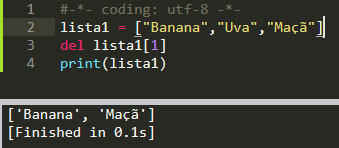 1 #-*- coding: utf-8 -*-
2 lista1 = ["Banana","Uva","Maçã"]
3 del lista1[1]
4 print(lista1)
['Banana', 'Maçã']
[Finished in 0.1s]